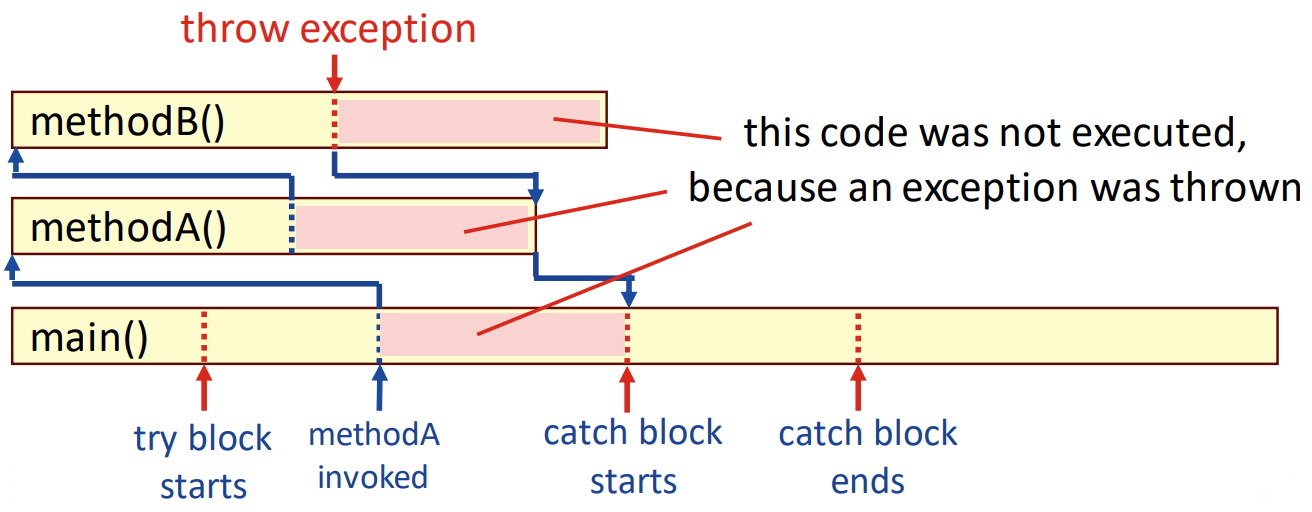 throw exception
methodB()
this code was not executed,
because an exception was thrown
methodA()
main()
try block
starts
methodA
invoked
catch block
starts
catch block
ends